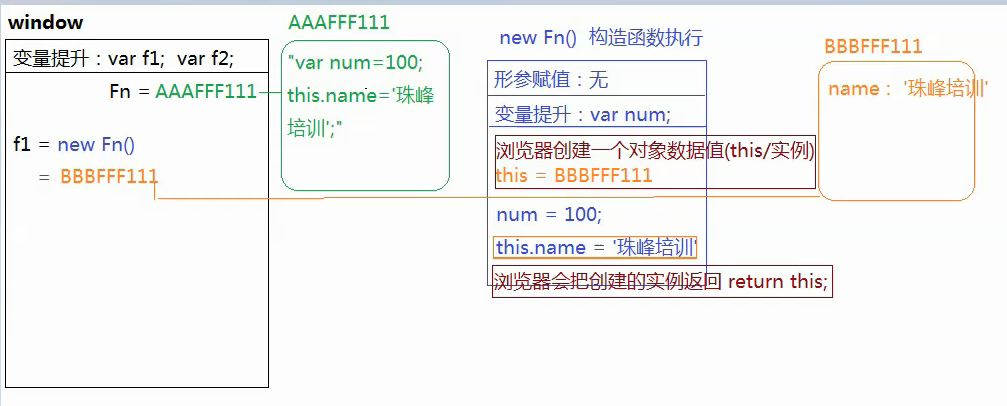 window
变量提升：var f1;  var f2;
Fn = AAAFFF111
f1 = new Fn()
= BBBFFF111
AAAFFF111
"var num=100;
this.name='珠峰
培训';"
new Fn()  构造函数执行
形参赋值：无
变量提升：var num;
浏览器创建一个对象数据值(this/实例)
this = BBBFFF111
num = 100;
this.name = '珠峰培训'
浏览器会把创建的实例返回 return this;
BBBFFF111
name： '珠峰培训'